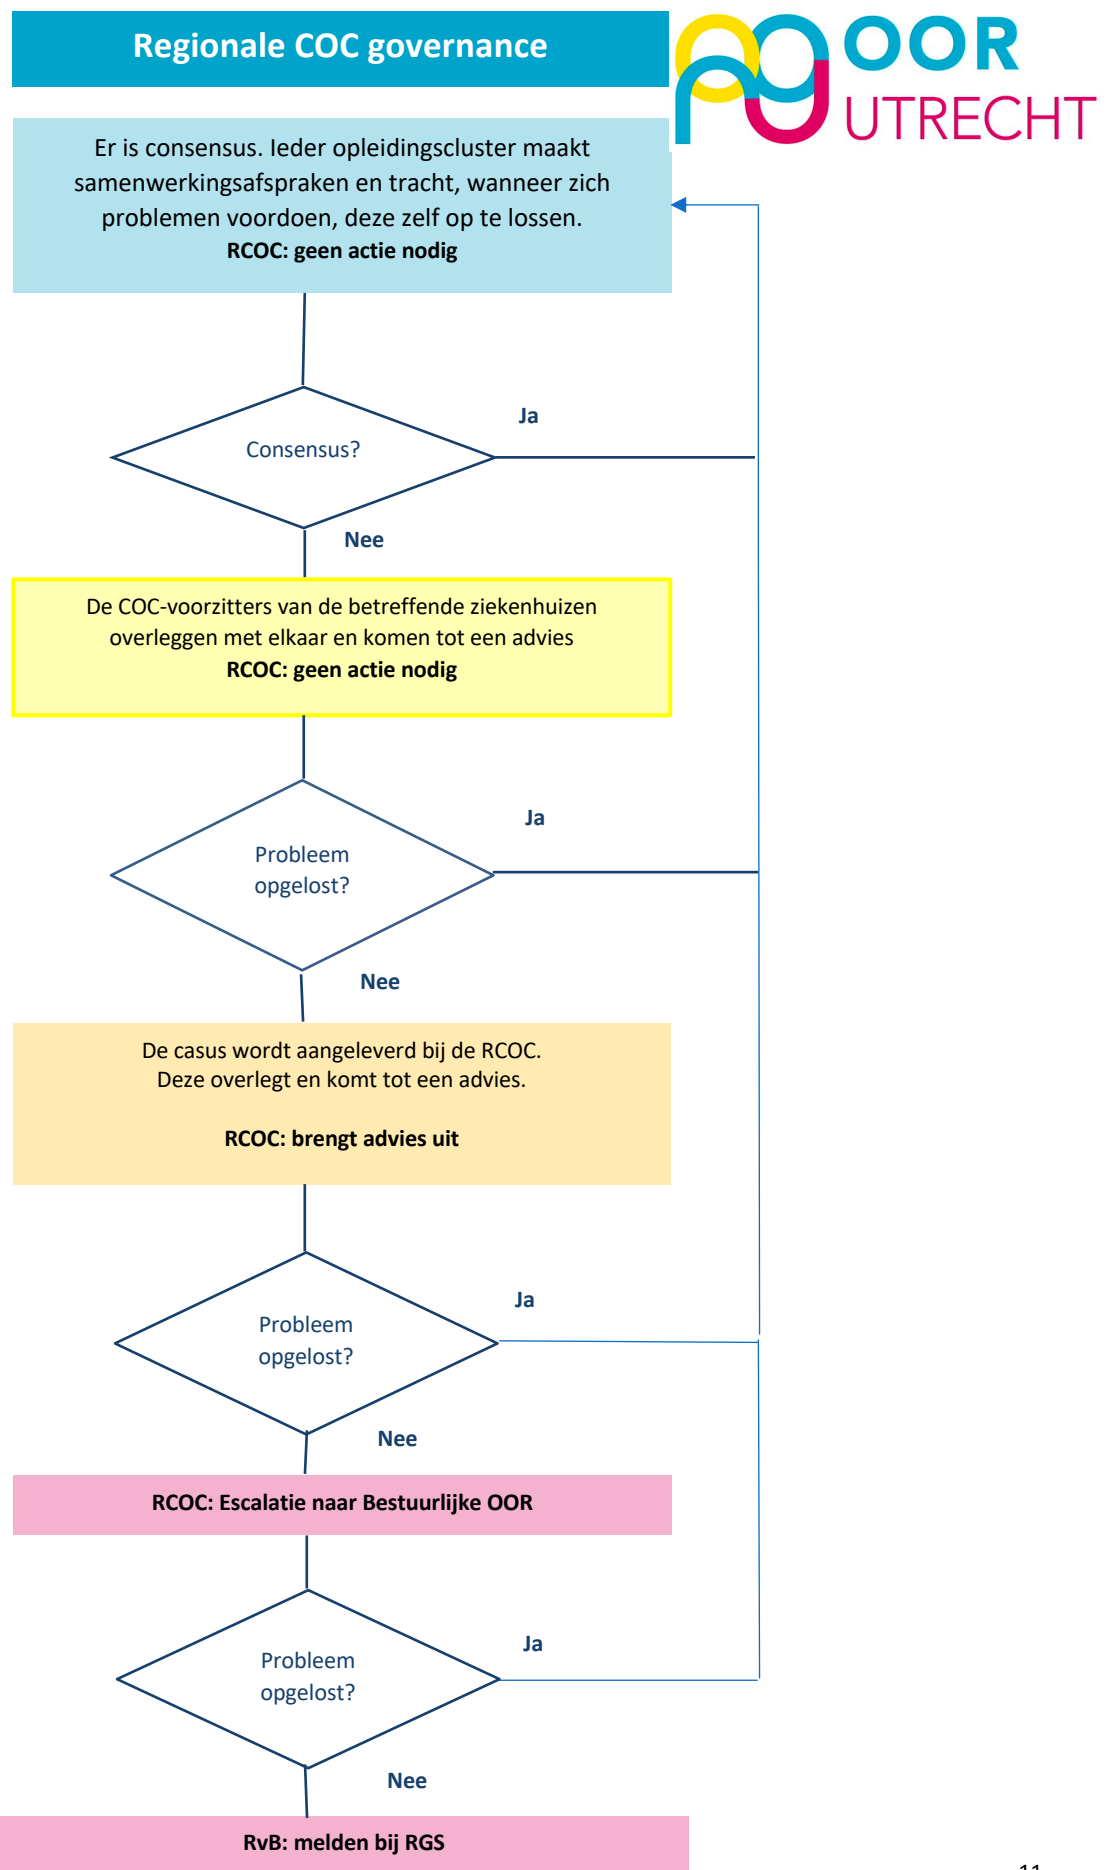 Regionale COC governance
OOR
UTRECHT
Er is consensus. Ieder opleidingscluster maakt
samenwerkingsafspraken en tracht, wanneer zich
problemen voordoen, deze zelf op te lossen.
RCOC: geen actie nodig
Ja
Consensus?
Nee
De COC-voorzitters van de betreffende ziekenhuizen
overleggen met elkaar en komen tot een advies
RCOC: geen actie nodig
Ja
Probleem
opgelost?
Nee
De casus wordt aangeleverd bij de RCOC.
Deze overlegt en komt tot een advies.
RCOC: brengt advies uit
Ja
Probleem
opgelost?
Nee
RCOC: Escalatie naar Bestuurlijke OOR
Ja
Probleem
opgelost?
Nee
RvB: melden bij RGS
11